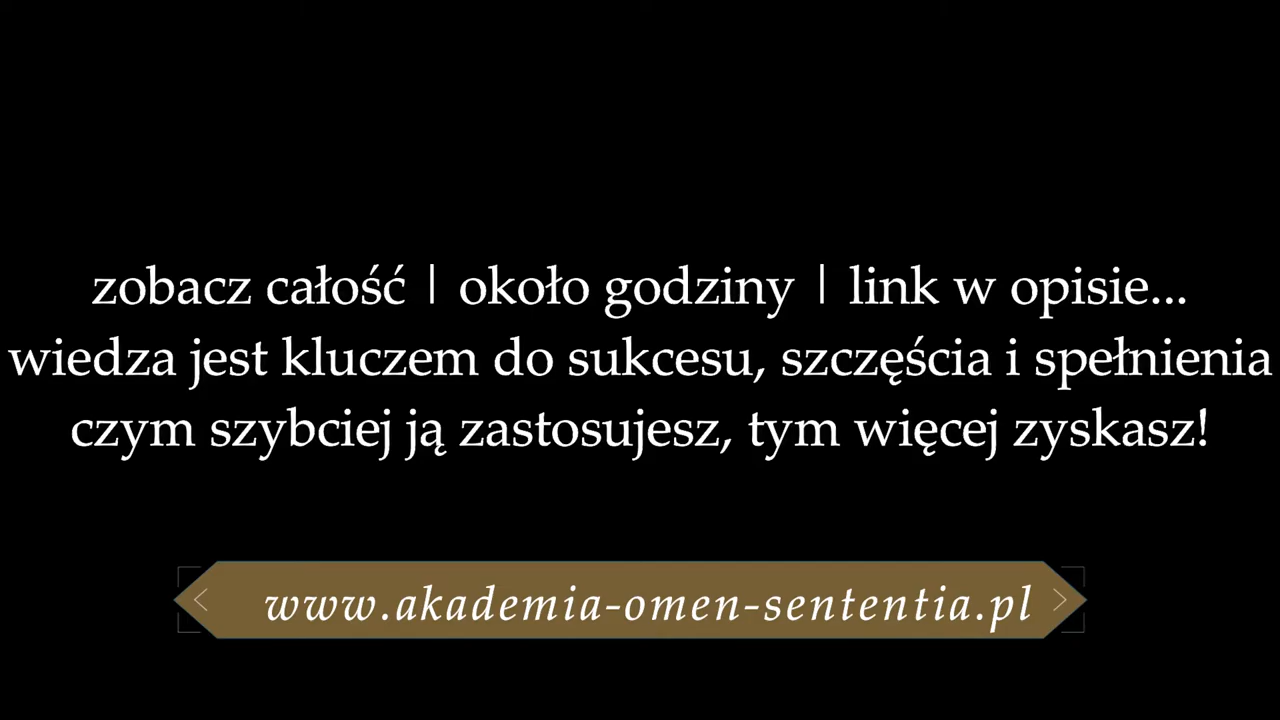 zobacz całość | około godziny | link w opisie...
wiedza jest kluczem do sukcesu, szczęścia i spełnienia
czym szybciej ją zastosujesz, tym więcej zyskasz!
www.akademia-omen-sententia.pl